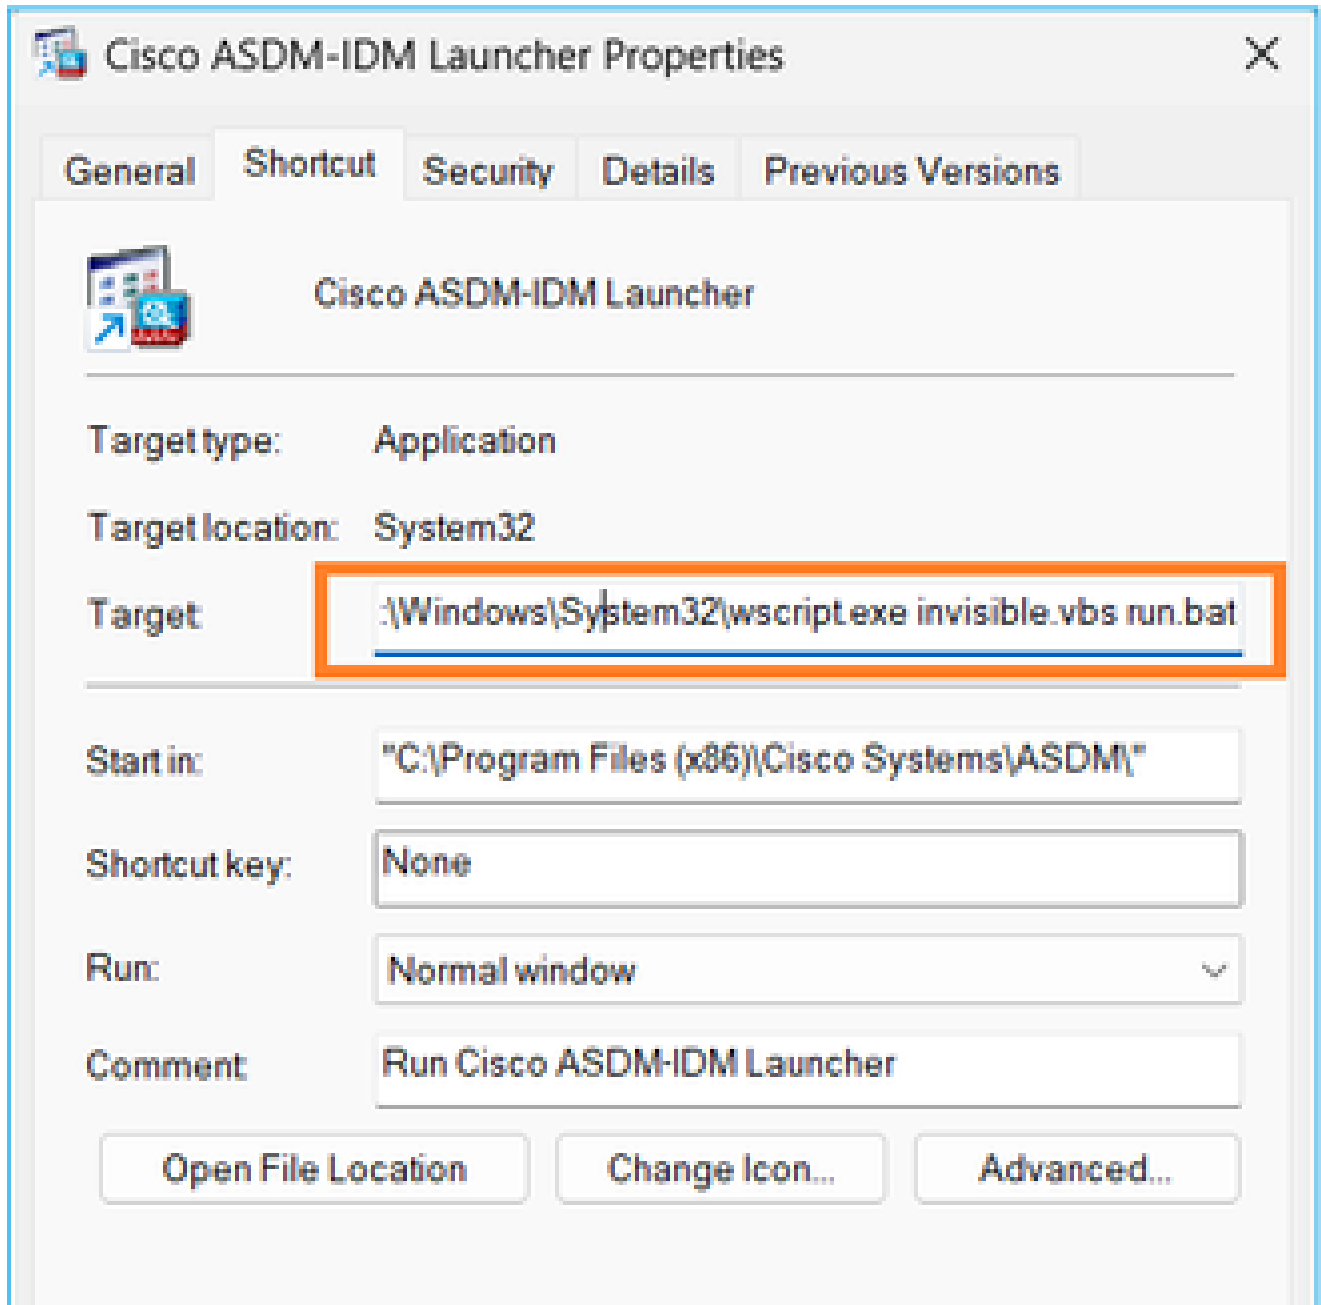 Cisco ASDM-IDM Launcher Properties
General Shortcut Security Details Previous Versions
Cisco ASDM-IDM Launcher
Target type: Application
Target location: System32
Target: :\Windows\System32\wscript.exe invisible.vbs run.bat
Start in: "C:\Program Files (x86)\Cisco Systems\ASDM\"
Shortcut key: None
Run: Normal window
Comment: Run Cisco ASDM-IDM Launcher
Open File Location Change Icon... Advanced...